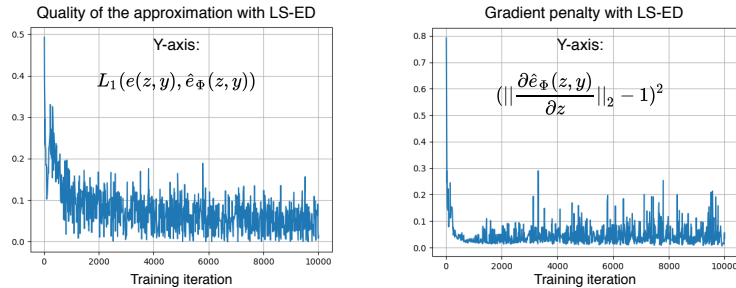 Quality of the approximation with LS-ED
Y-axis:
L₁(e(z, y), ê_Φ(z, y))
0.5
0.4
0.3
0.2
0.1
0.0
0 2000 4000 6000 8000 10000
Training iteration
Gradient penalty with LS-ED
Y-axis:
(||∂ê_Φ(z, y)/∂z||₂ − 1)²
0.8
0.7
0.6
0.5
0.4
0.3
0.2
0.1
0.0
0 2000 4000 6000 8000 10000
Training iteration